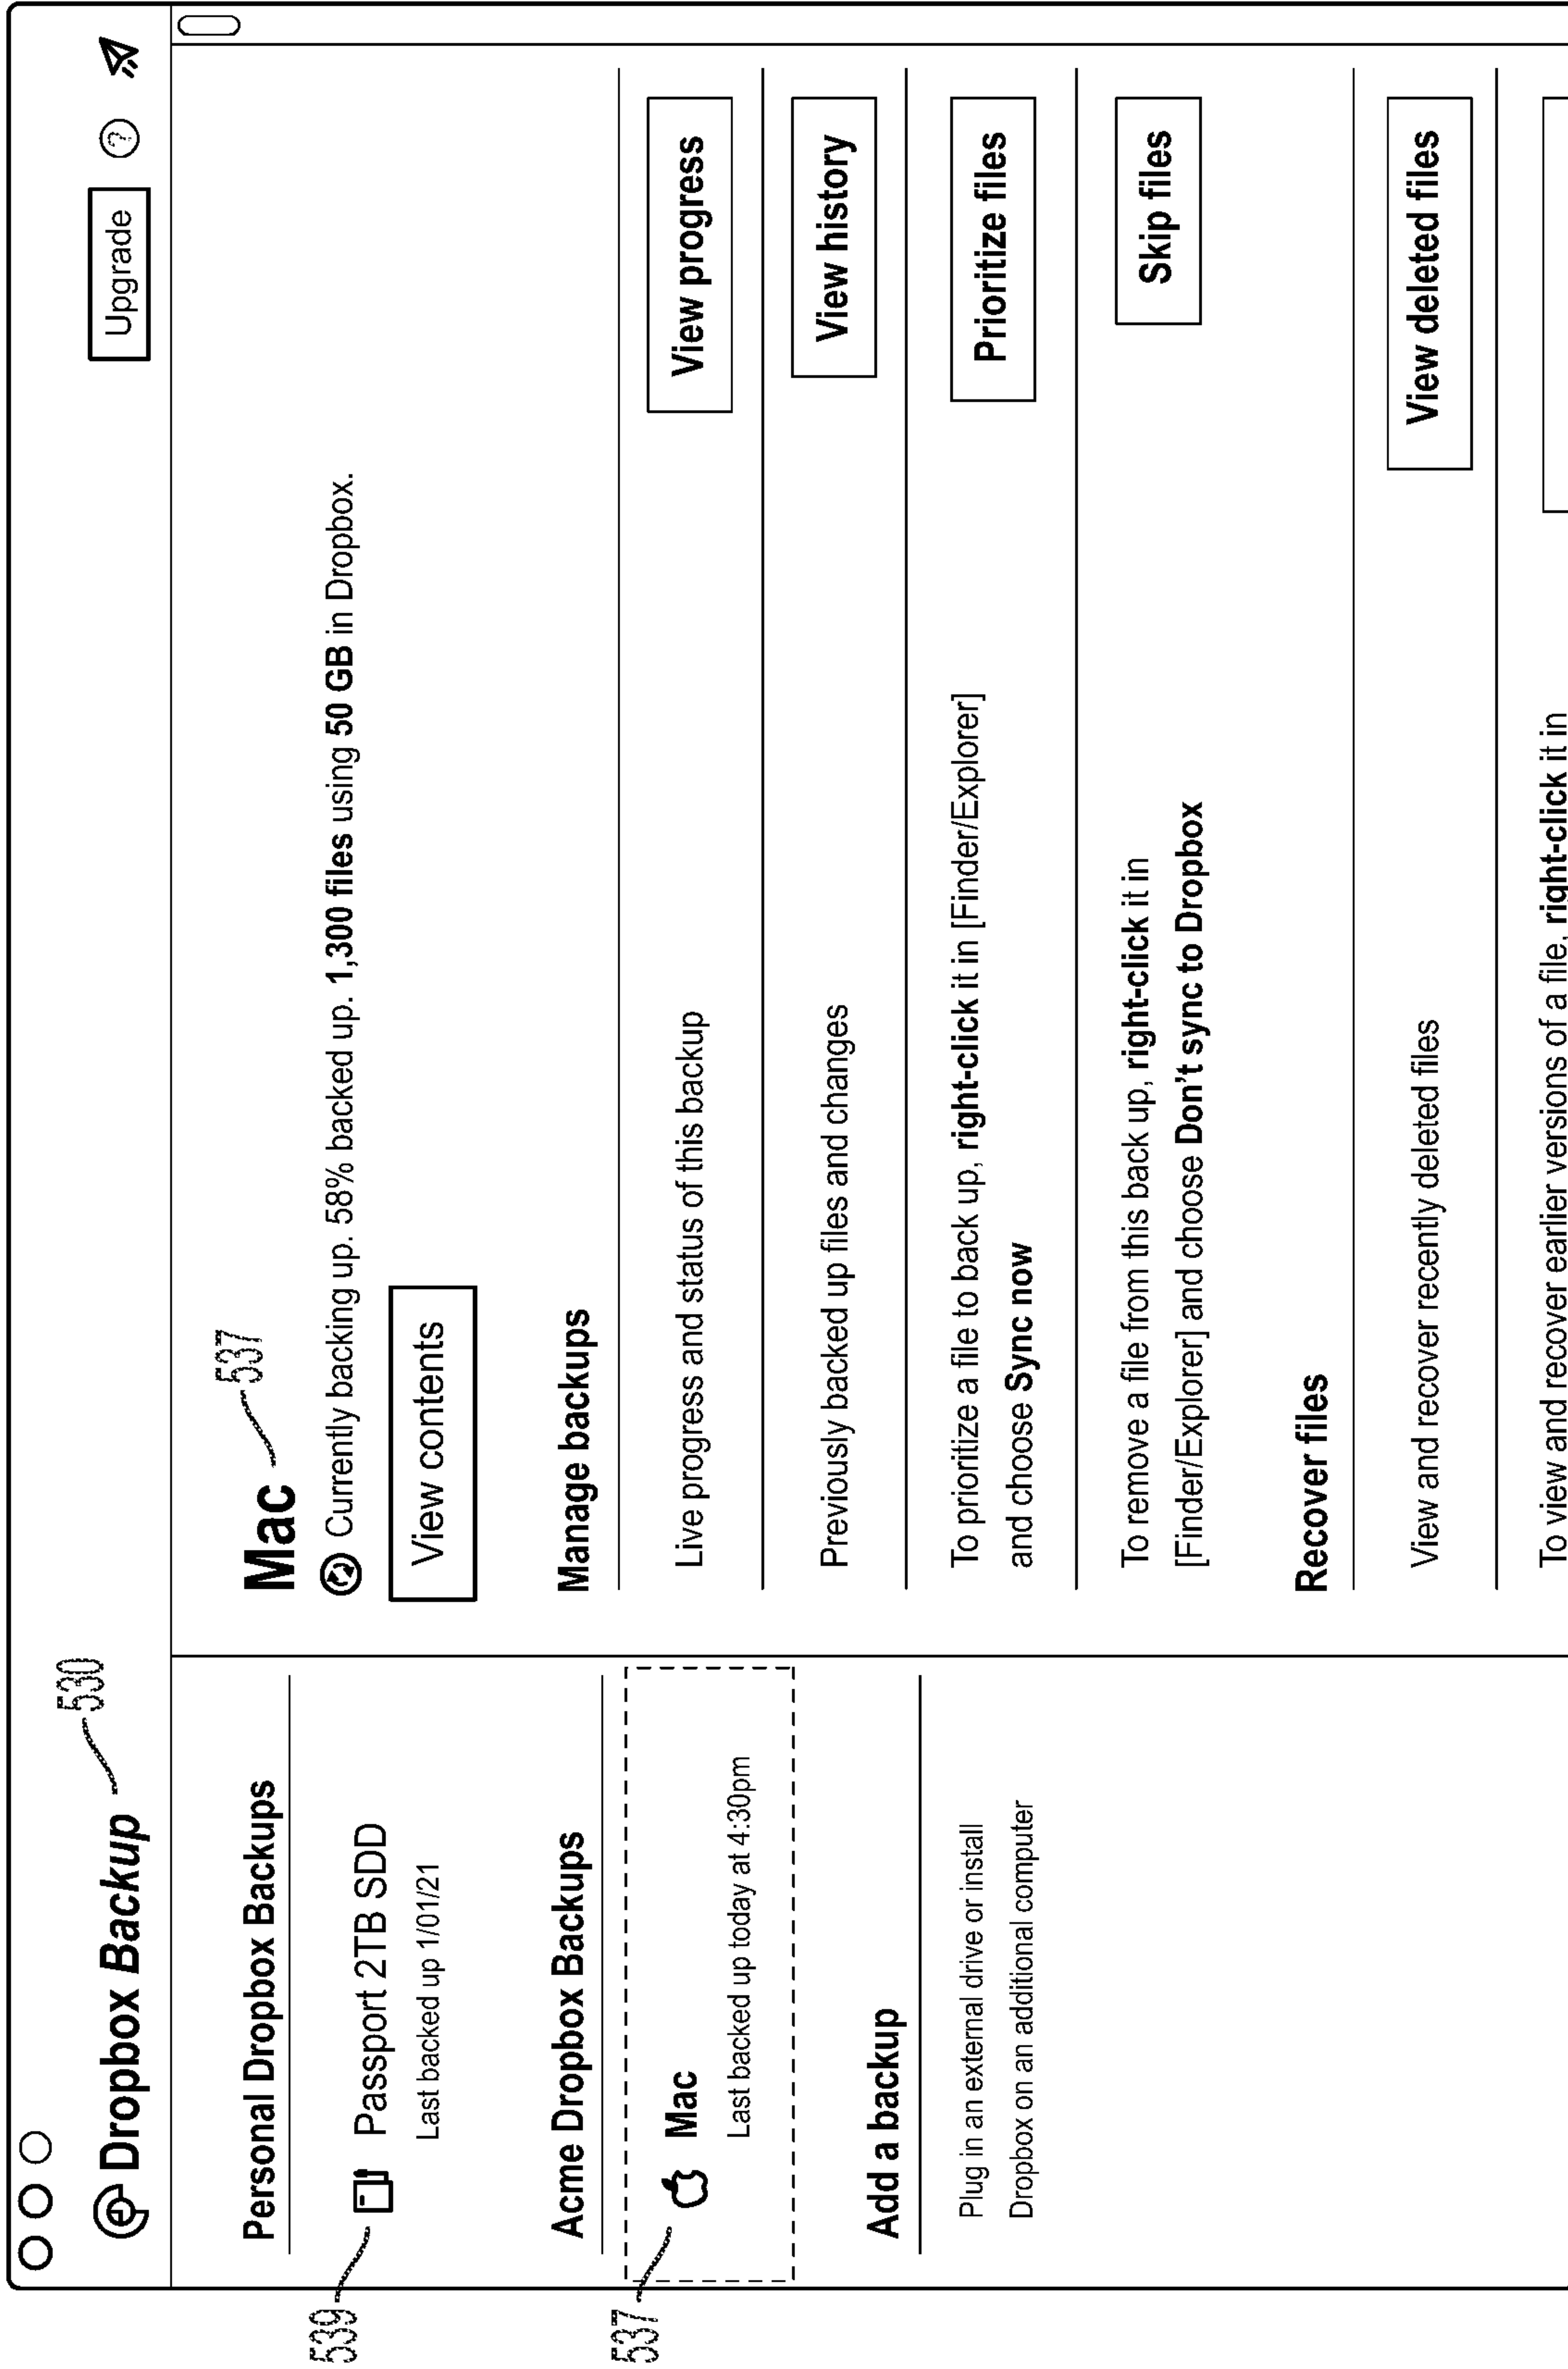 530
Dropbox Backup
Upgrade
?
Personal Dropbox Backups
539
Passport 2TB SDD
Last backed up 1/01/21
Acme Dropbox Backups
537
Mac
Last backed up today at 4:30pm
Add a backup
Plug in an external drive or install
Dropbox on an additional computer
Mac
537
Currently backing up. 58% backed up. 1,300 files using 50 GB in Dropbox.
View contents
Manage backups
Live progress and status of this backup
View progress
Previously backed up files and changes
View history
To prioritize a file to back up, right-click it in [Finder/Explorer]
and choose Sync now
Prioritize files
To remove a file from this back up, right-click it in
[Finder/Explorer] and choose Don't sync to Dropbox
Skip files
Recover files
View and recover recently deleted files
View deleted files
To view and recover earlier versions of a file, right-click it in